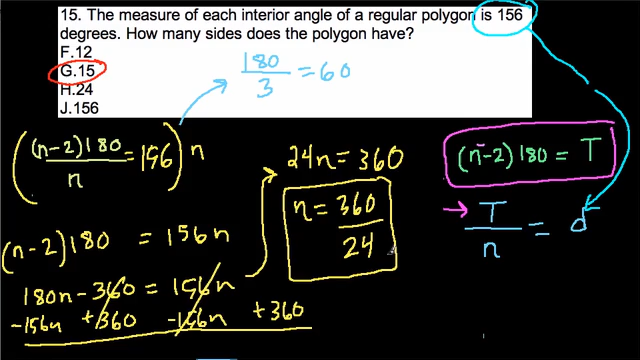 15. The measure of each interior angle of a regular polygon is 156
degrees. How many sides does the polygon have?
F.12
G.15
H.24
J.156
180/3 = 60
((n-2)180/n = 156) n
(n-2)180 = 156n
180n - 360 = 156n
-156n +360 -156n +360
24n = 360
n = 360/24
(n-2)180 = T
→ T/n = d